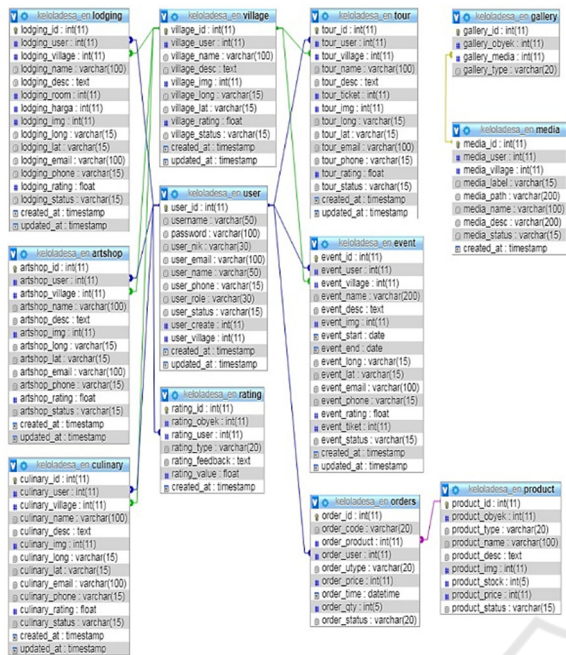 keloladesa_en lodging
lodging_id : int(11)
lodging_user : int(11)
lodging_village : int(11)
lodging_name : varchar(100)
lodging_desc : text
lodging_room : int(11)
lodging_harga : int(11)
lodging_img : int(11)
lodging_long : varchar(15)
lodging_lat : varchar(15)
lodging_email : varchar(100)
lodging_phone : varchar(15)
lodging_rating : float
lodging_status : varchar(15)
created_at : timestamp
updated_at : timestamp
keloladesa_en artshop
artshop_id : int(11)
artshop_user : int(11)
artshop_village : int(11)
artshop_name : varchar(100)
artshop_desc : text
artshop_img : int(11)
artshop_long : varchar(15)
artshop_lat : varchar(15)
artshop_email : varchar(100)
artshop_phone : varchar(15)
artshop_rating : float
artshop_status : varchar(15)
created_at : timestamp
updated_at : timestamp
keloladesa_en culinary
culinary_id : int(11)
culinary_user : int(11)
culinary_village : int(11)
culinary_name : varchar(100)
culinary_desc : text
culinary_img : int(11)
culinary_long : varchar(15)
culinary_lat : varchar(15)
culinary_email : varchar(100)
culinary_phone : varchar(15)
culinary_rating : float
culinary_status : varchar(15)
created_at : timestamp
updated_at : timestamp
keloladesa_en village
village_id : int(11)
village_user : int(11)
village_name : varchar(100)
village_desc : text
village_img : int(11)
village_long : varchar(15)
village_lat : varchar(15)
village_rating : float
village_status : varchar(15)
created_at : timestamp
updated_at : timestamp
keloladesa_en user
user_id : int(11)
username : varchar(50)
password : varchar(100)
user_nik : varchar(30)
user_email : varchar(100)
user_name : varchar(50)
user_phone : varchar(15)
user_role : varchar(30)
user_status : varchar(15)
user_create : int(11)
user_village : int(11)
created_at : timestamp
updated_at : timestamp
keloladesa_en rating
rating_id : int(11)
rating_obyek : int(11)
rating_user : int(11)
rating_type : varchar(20)
rating_feedback : text
rating_value : float
created_at : timestamp
keloladesa_en tour
tour_id : int(11)
tour_user : int(11)
tour_village : int(11)
tour_name : varchar(100)
tour_desc : text
tour_ticket : int(11)
tour_img : int(11)
tour_long : varchar(15)
tour_lat : varchar(15)
tour_email : varchar(100)
tour_phone : varchar(15)
tour_rating : float
tour_status : varchar(15)
created_at : timestamp
updated_at : timestamp
keloladesa_en event
event_id : int(11)
event_user : int(11)
event_village : int(11)
event_name : varchar(200)
event_desc : text
event_img : int(11)
event_start : date
event_end : date
event_long : varchar(15)
event_lat : varchar(15)
event_email : varchar(100)
event_phone : varchar(15)
event_rating : float
event_tiket : int(11)
event_status : varchar(15)
created_at : timestamp
updated_at : timestamp
keloladesa_en orders
order_id : int(11)
order_code : varchar(20)
order_product : int(11)
order_user : int(11)
order_utype : varchar(20)
order_price : int(11)
order_time : datetime
order_qty : int(5)
order_status : varchar(20)
keloladesa_en gallery
gallery_id : int(11)
gallery_obyek : int(11)
gallery_media : int(11)
gallery_type : varchar(20)
keloladesa_en media
media_id : int(11)
media_user : int(11)
media_village : int(11)
media_label : varchar(15)
media_path : varchar(200)
media_name : varchar(100)
media_desc : varchar(200)
media_status : varchar(15)
created_at : timestamp
keloladesa_en product
product_id : int(11)
product_obyek : int(11)
product_type : varchar(20)
product_name : varchar(100)
product_desc : text
product_img : int(11)
product_stock : int(5)
product_price : int(11)
product_status : varchar(15)